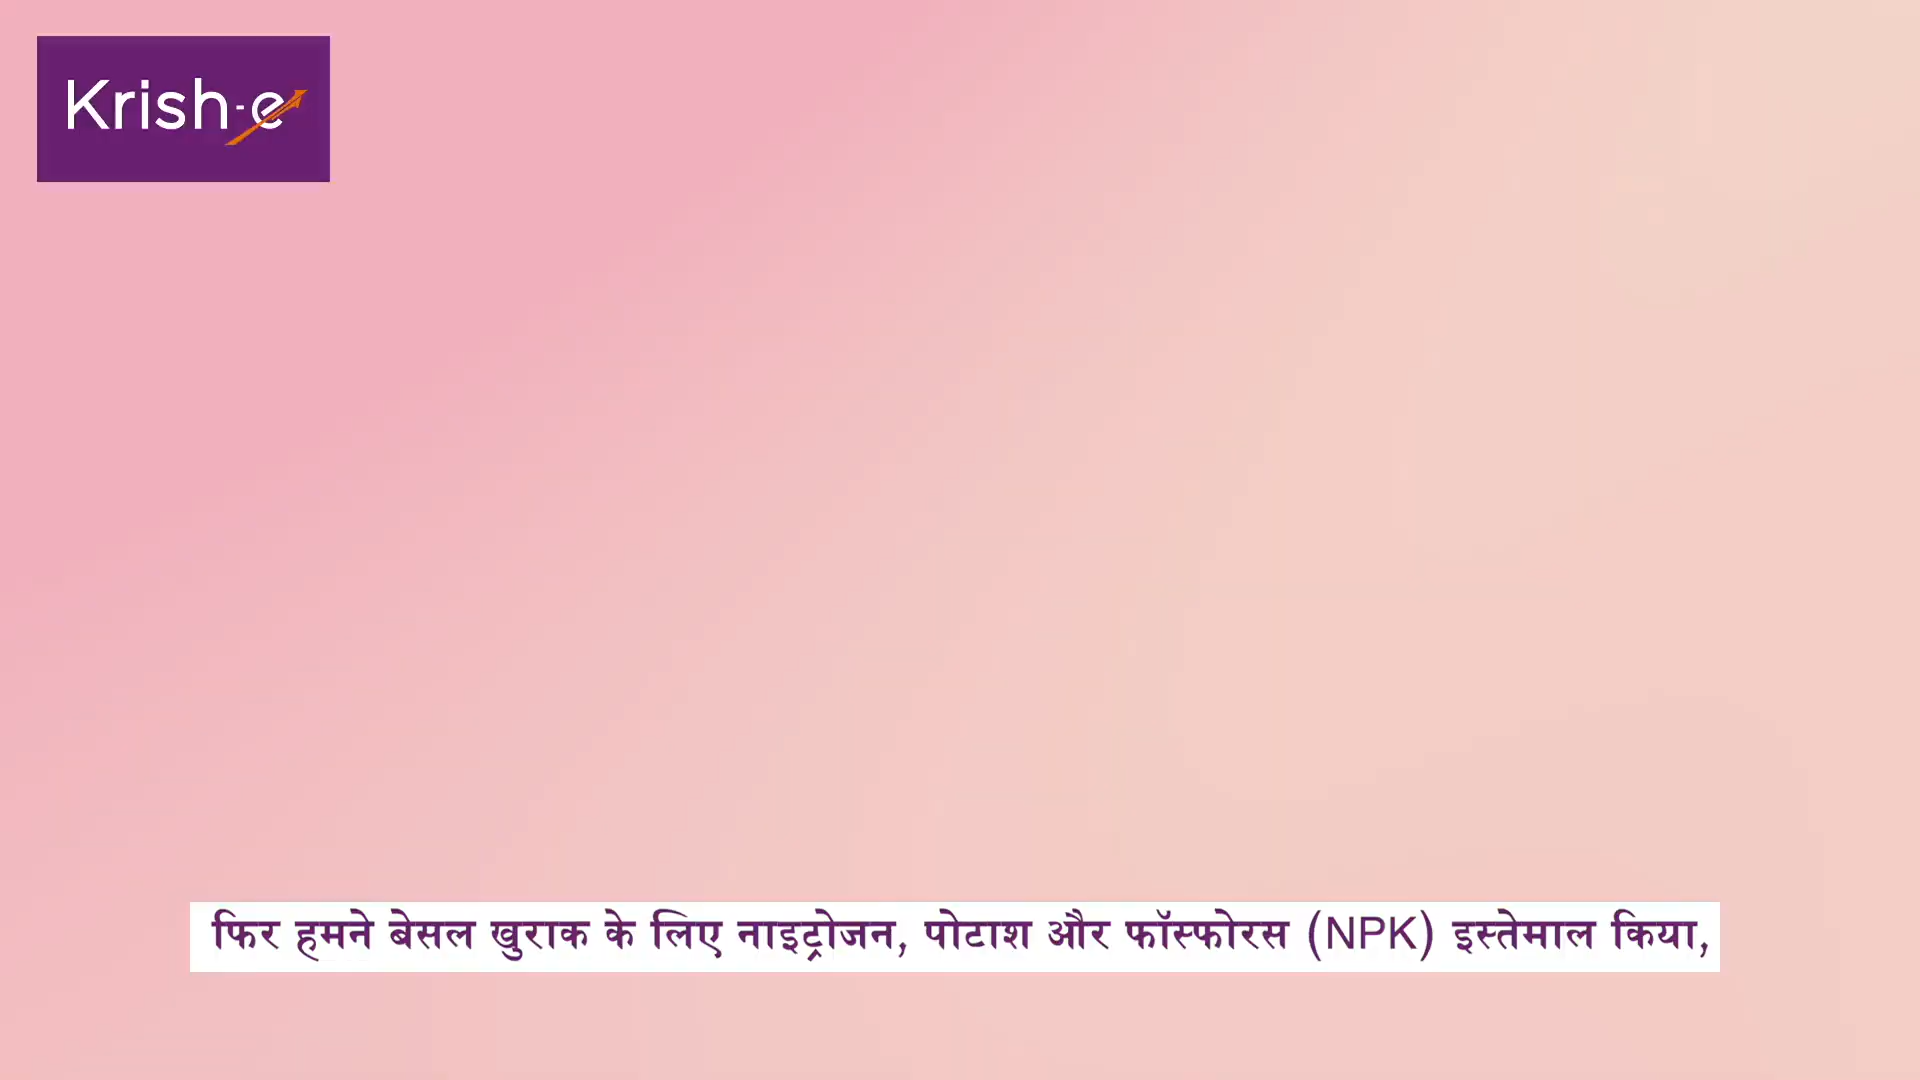 Krish-e
फिर हमने बेसल खुराक के लिए नाइट्रोजन, पोटाश और फॉस्फोरस (NPK) इस्तेमाल किया,